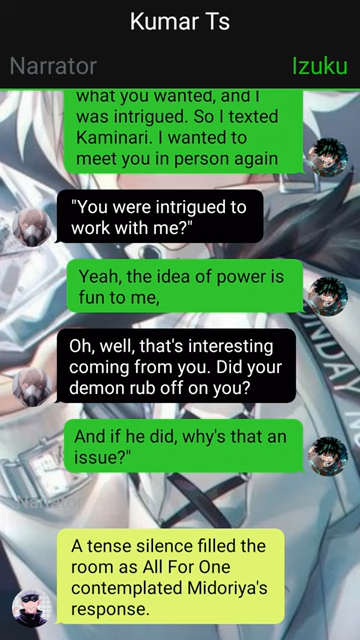 Kumar Ts
Narrator
Izuku
what you wanted, and I
was intrigued. So I texted
Kaminari. I wanted to
meet you in person again
"You were intrigued to
work with me?"
Yeah, the idea of power is
fun to me,
Oh, well, that's interesting
coming from you. Did your
demon rub off on you?
And if he did, why's that an
issue?"
Narrator
A tense silence filled the
room as All For One
contemplated Midoriya's
response.